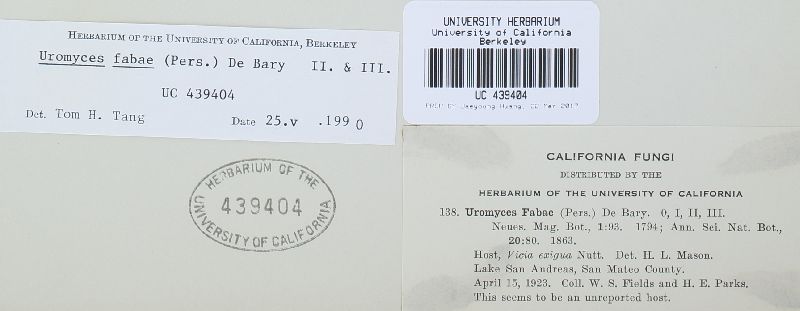 HERBARIUM OF THE UNIVERSITY OF CALIFORNIA, BERKELEY
Uromyces fabae (Pers.) De Bary II. & III.
UC 439404
Det. Tom H. Tang Date 25.v .1990
HERBARIUM OF THE
439404
UNIVERSITY OF CALIFORNIA
UNIVERSITY HERBARIUM
University of California
Berkeley
UC 439404
CALIFORNIA FUNGI
DISTRIBUTED BY THE
HERBARIUM OF THE UNIVERSITY OF CALIFORNIA
138. Uromyces Fabae (Pers.) De Bary. 0, I, II, III.
Neues. Mag. Bot., 1:93. 1794; Ann. Sci. Nat. Bot.,
20:80. 1863.
Host, Vicia exigua Nutt. Det. H. L. Mason.
Lake San Andreas, San Mateo County.
April 15, 1923. Coll. W. S. Fields and H. E. Parks.
This seems to be an unreported host.